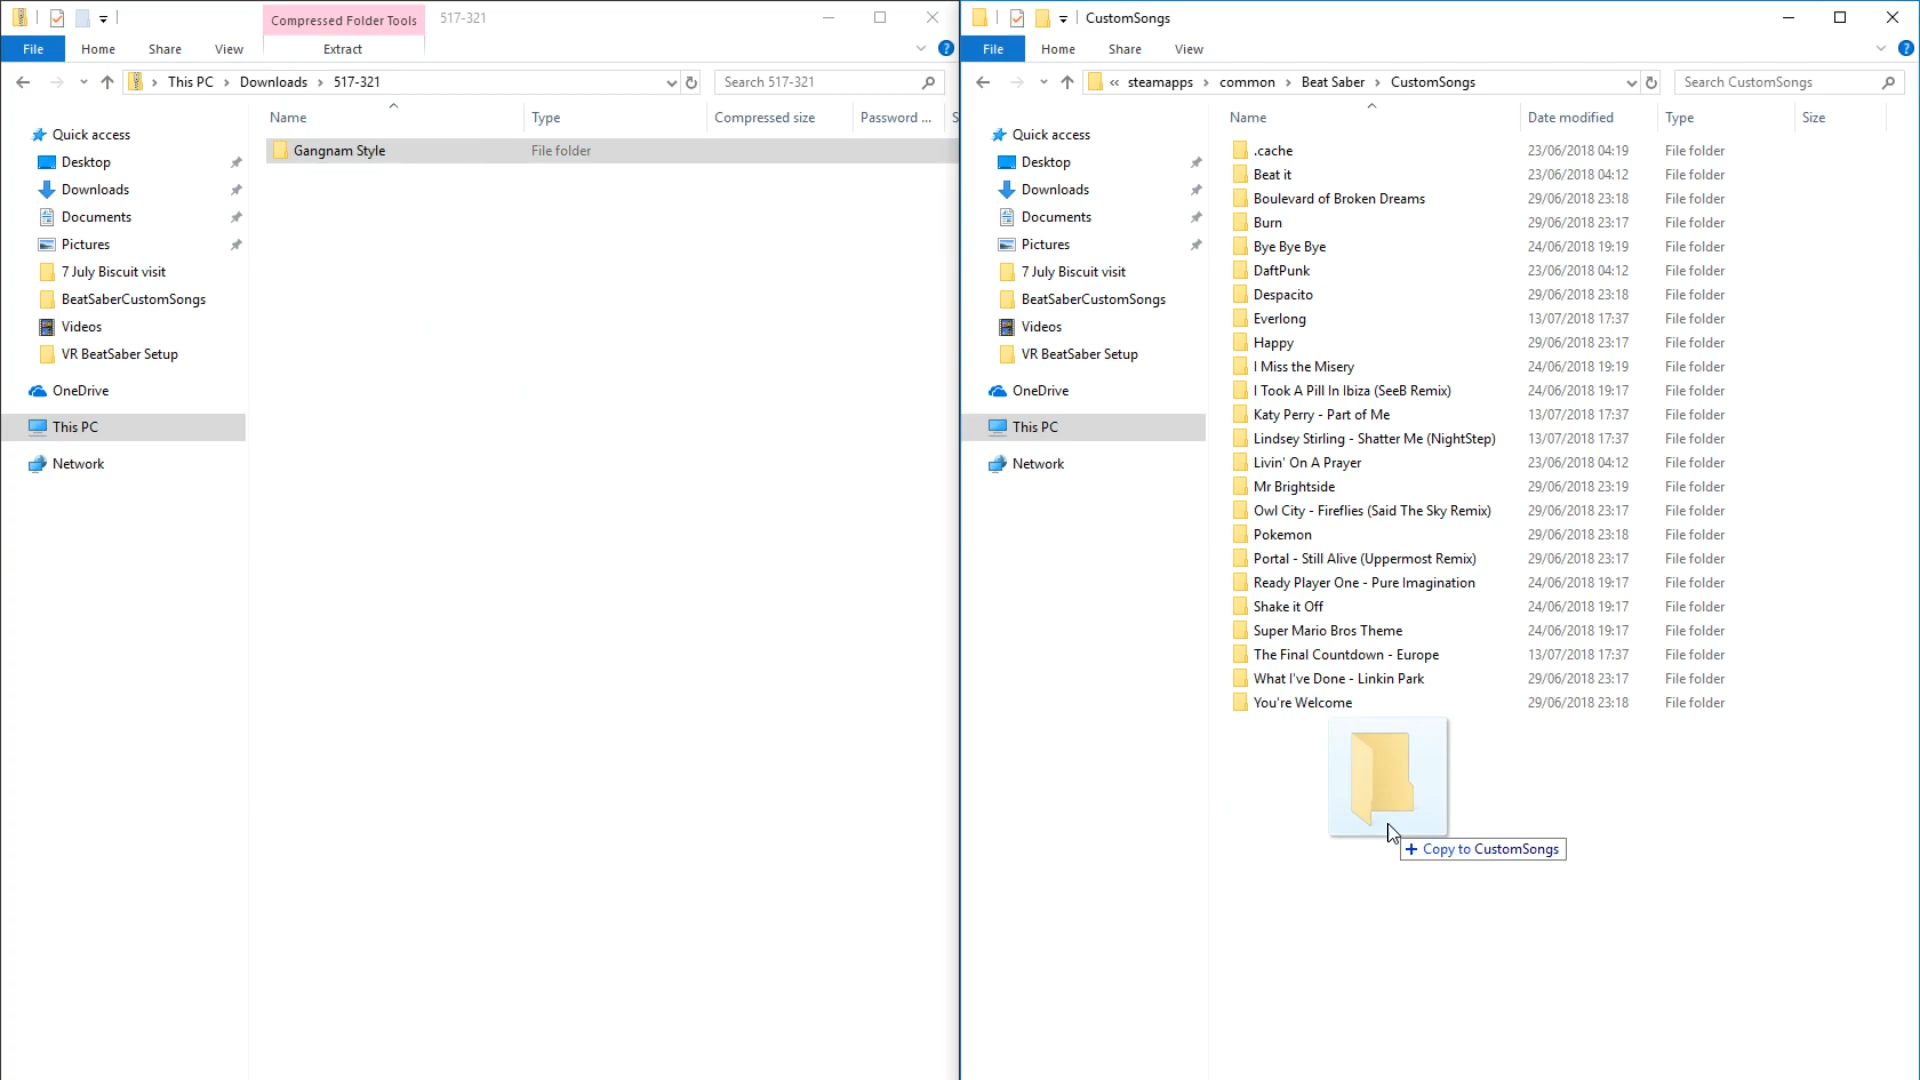 Compressed Folder Tools
517-321
File
Home
Share
View
Extract
This PC
Downloads
517-321
Search 517-321
Name
Type
Compressed size
Password ...
S
Quick access
Desktop
Downloads
Documents
Pictures
7 July Biscuit visit
BeatSaberCustomSongs
Videos
VR BeatSaber Setup
OneDrive
This PC
Network
Gangnam Style File folder
CustomSongs
File
Home
Share
View
« steamapps
common
Beat Saber
CustomSongs
Search CustomSongs
Name
Date modified
Type
Size
Quick access
Desktop
Downloads
Documents
Pictures
7 July Biscuit visit
BeatSaberCustomSongs
Videos
VR BeatSaber Setup
OneDrive
This PC
Network
.cache 23/06/2018 04:19 File folder
Beat it 23/06/2018 04:12 File folder
Boulevard of Broken Dreams 29/06/2018 23:18 File folder
Burn 29/06/2018 23:17 File folder
Bye Bye Bye 24/06/2018 19:19 File folder
DaftPunk 23/06/2018 04:12 File folder
Despacito 29/06/2018 23:18 File folder
Everlong 13/07/2018 17:37 File folder
Happy 29/06/2018 23:17 File folder
I Miss the Misery 24/06/2018 19:19 File folder
I Took A Pill In Ibiza (SeeB Remix) 24/06/2018 19:17 File folder
Katy Perry - Part of Me 13/07/2018 17:37 File folder
Lindsey Stirling - Shatter Me (NightStep) 13/07/2018 17:37 File folder
Livin' On A Prayer 23/06/2018 04:12 File folder
Mr Brightside 29/06/2018 23:19 File folder
Owl City - Fireflies (Said The Sky Remix) 29/06/2018 23:17 File folder
Pokemon 29/06/2018 23:18 File folder
Portal - Still Alive (Uppermost Remix) 29/06/2018 23:17 File folder
Ready Player One - Pure Imagination 24/06/2018 19:17 File folder
Shake it Off 24/06/2018 19:17 File folder
Super Mario Bros Theme 24/06/2018 19:17 File folder
The Final Countdown - Europe 13/07/2018 17:37 File folder
What I've Done - Linkin Park 29/06/2018 23:17 File folder
You're Welcome 29/06/2018 23:18 File folder
+ Copy to CustomSongs